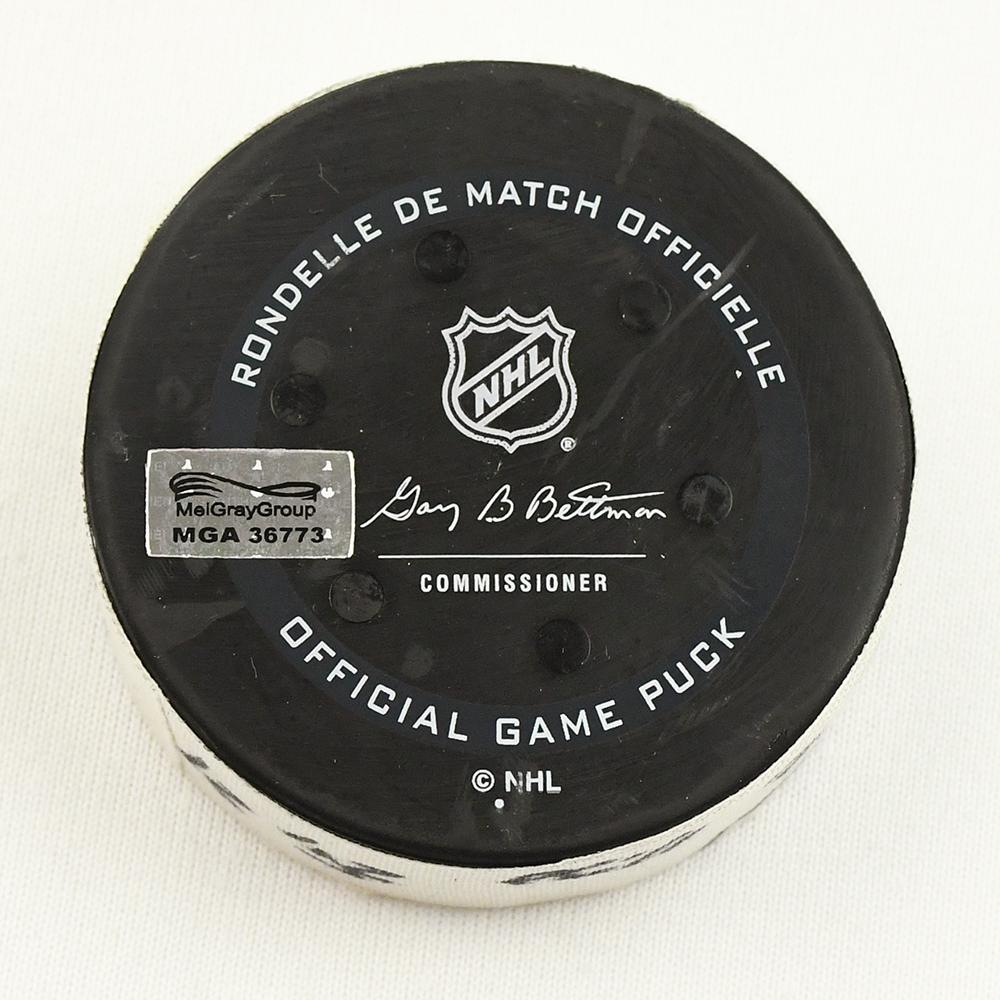 RONDELLE DE MATCH OFFICIELLE
NHL
®
Gary B Bettman
COMMISSIONER
MeiGrayGroup
MGA 36773
OFFICIAL GAME PUCK
© NHL